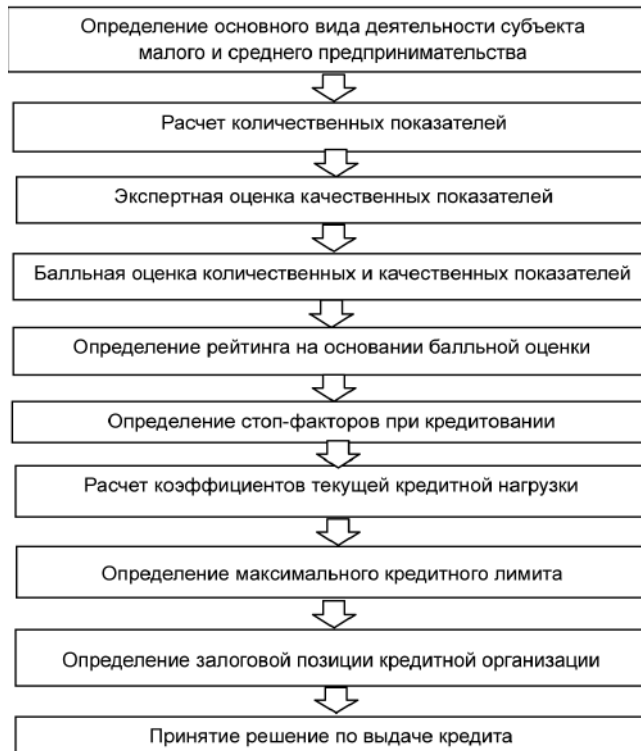 Определение основного вида деятельности субъекта
малого и среднего предпринимательства
Расчет количественных показателей
Экспертная оценка качественных показателей
Балльная оценка количественных и качественных показателей
Определение рейтинга на основании балльной оценки
Определение стоп-факторов при кредитовании
Расчет коэффициентов текущей кредитной нагрузки
Определение максимального кредитного лимита
Определение залоговой позиции кредитной организации
Принятие решение по выдаче кредита